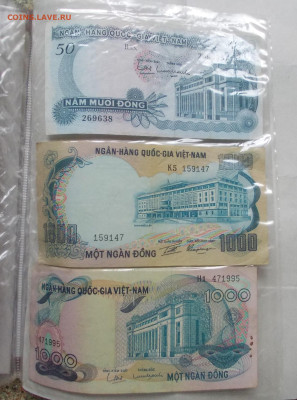 COINS.LAVE.RU
NGÂN-HÀNG QUỐC-GIA VIỆT-NAM
50
NĂM MƯƠI ĐỒNG
269638
NGÂN-HÀNG QUỐC-GIA VIỆT-NAM
K5 159147
159147
1000
1000
MỘT NGÀN ĐỒNG
NGÂN-HÀNG QUỐC-GIA VIỆT-NAM
H1 471995
1000
471995
1000
MỘT NGÀN ĐỒNG